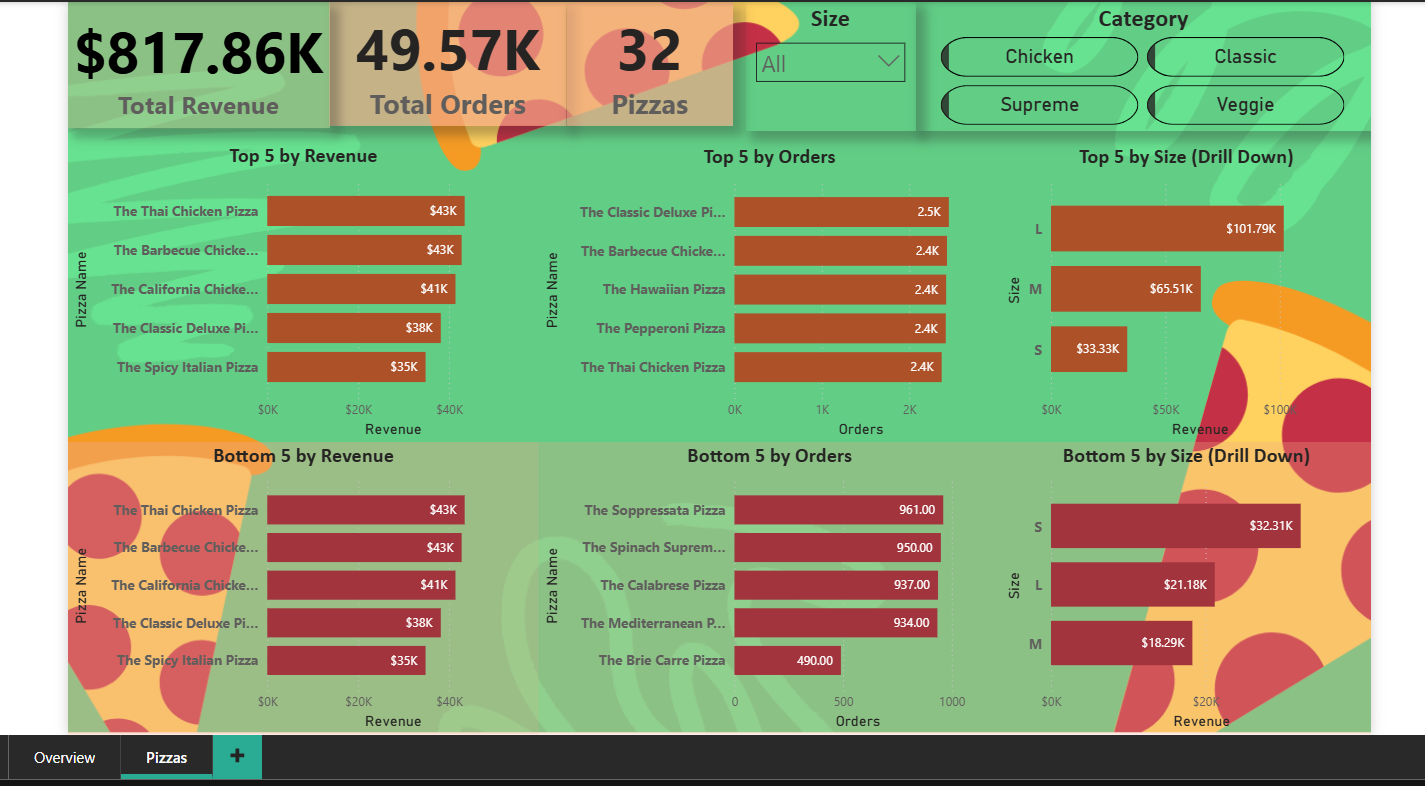 $817.86K
Total Revenue
49.57K
Total Orders
32
Pizzas
Size
All
Category
Chicken
Classic
Supreme
Veggie
Top 5 by Revenue
Pizza Name
The Thai Chicken Pizza
$43K
The Barbecue Chicke...
$43K
The California Chicke...
$41K
The Classic Deluxe Pi...
$38K
The Spicy Italian Pizza
$35K
$0K $20K $40K
Revenue
Top 5 by Orders
Pizza Name
The Classic Deluxe Pi...
2.5K
The Barbecue Chicke...
2.4K
The Hawaiian Pizza
2.4K
The Pepperoni Pizza
2.4K
The Thai Chicken Pizza
2.4K
0K 1K 2K
Orders
Top 5 by Size (Drill Down)
Size
L
$101.79K
M
$65.51K
S
$33.33K
$0K $50K $100K
Revenue
Bottom 5 by Revenue
Pizza Name
The Thai Chicken Pizza
$43K
The Barbecue Chicke...
$43K
The California Chicke...
$41K
The Classic Deluxe Pi...
$38K
The Spicy Italian Pizza
$35K
$0K $20K $40K
Revenue
Bottom 5 by Orders
Pizza Name
The Soppressata Pizza
961.00
The Spinach Suprem...
950.00
The Calabrese Pizza
937.00
The Mediterranean P...
934.00
The Brie Carre Pizza
490.00
0 500 1000
Orders
Bottom 5 by Size (Drill Down)
Size
S
$32.31K
L
$21.18K
M
$18.29K
$0K $20K
Revenue
Overview
Pizzas
+